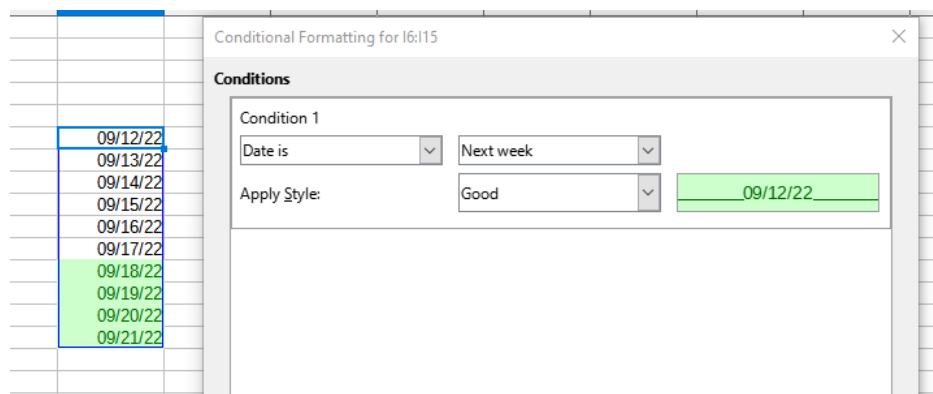 Conditional Formatting for I6:I15
Conditions
Condition 1
Date is Next week
Apply Style: Good 09/12/22
09/12/22
09/13/22
09/14/22
09/15/22
09/16/22
09/17/22
09/18/22
09/19/22
09/20/22
09/21/22